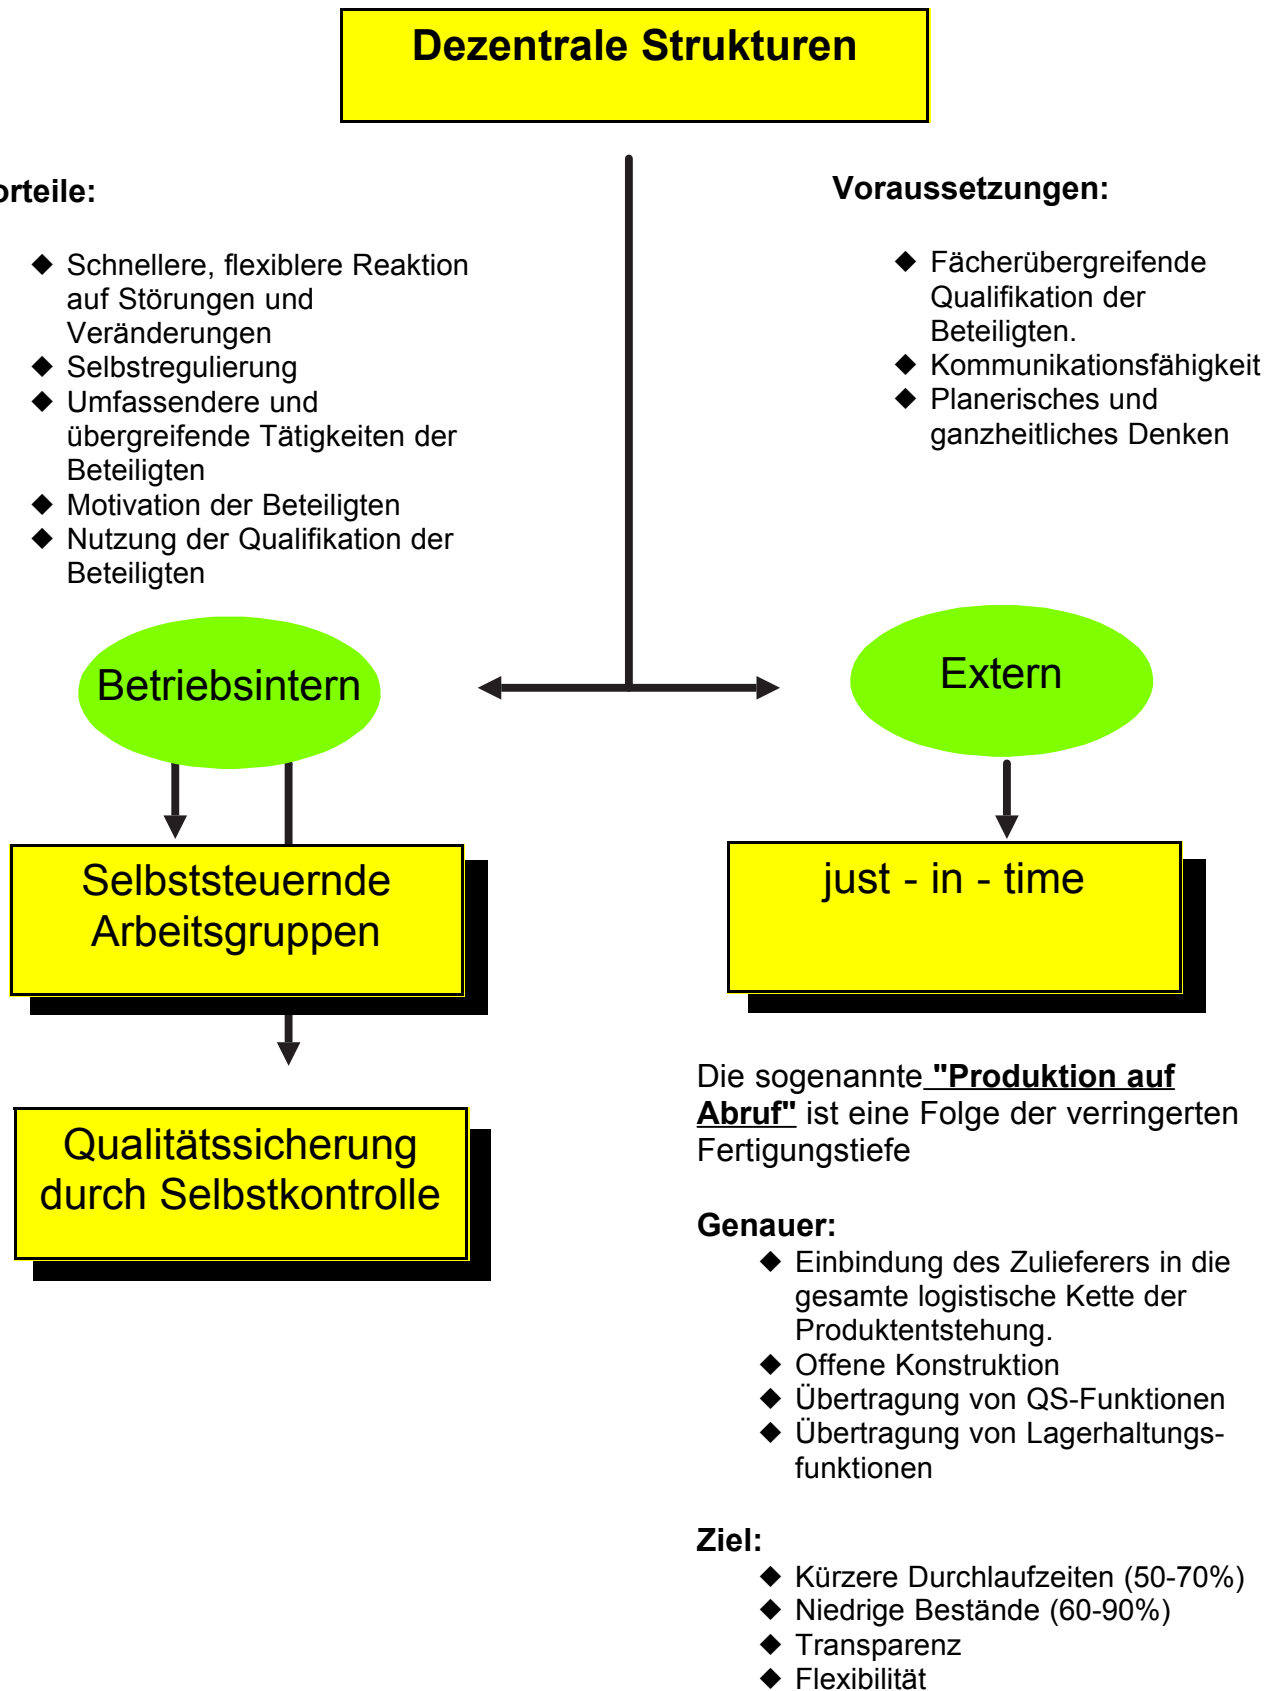 Dezentrale Strukturen
orteile:
◆ Schnellere, flexiblere Reaktion
auf Störungen und
Veränderungen
◆ Selbstregulierung
◆ Umfassendere und
übergreifende Tätigkeiten der
Beteiligten
◆ Motivation der Beteiligten
◆ Nutzung der Qualifikation der
Beteiligten
Voraussetzungen:
◆ Fächerübergreifende
Qualifikation der
Beteiligten.
◆ Kommunikationsfähigkeit
◆ Planerisches und
ganzheitliches Denken
Betriebsintern
Selbststeuernde
Arbeitsgruppen
Qualitätssicherung
durch Selbstkontrolle
Extern
just - in - time
Die sogenannte "Produktion auf
Abruf" ist eine Folge der verringerten
Fertigungstiefe
Genauer:
◆ Einbindung des Zulieferers in die
gesamte logistische Kette der
Produktentstehung.
◆ Offene Konstruktion
◆ Übertragung von QS-Funktionen
◆ Übertragung von Lagerhaltungs-
funktionen
Ziel:
◆ Kürzere Durchlaufzeiten (50-70%)
◆ Niedrige Bestände (60-90%)
◆ Transparenz
◆ Flexibilität